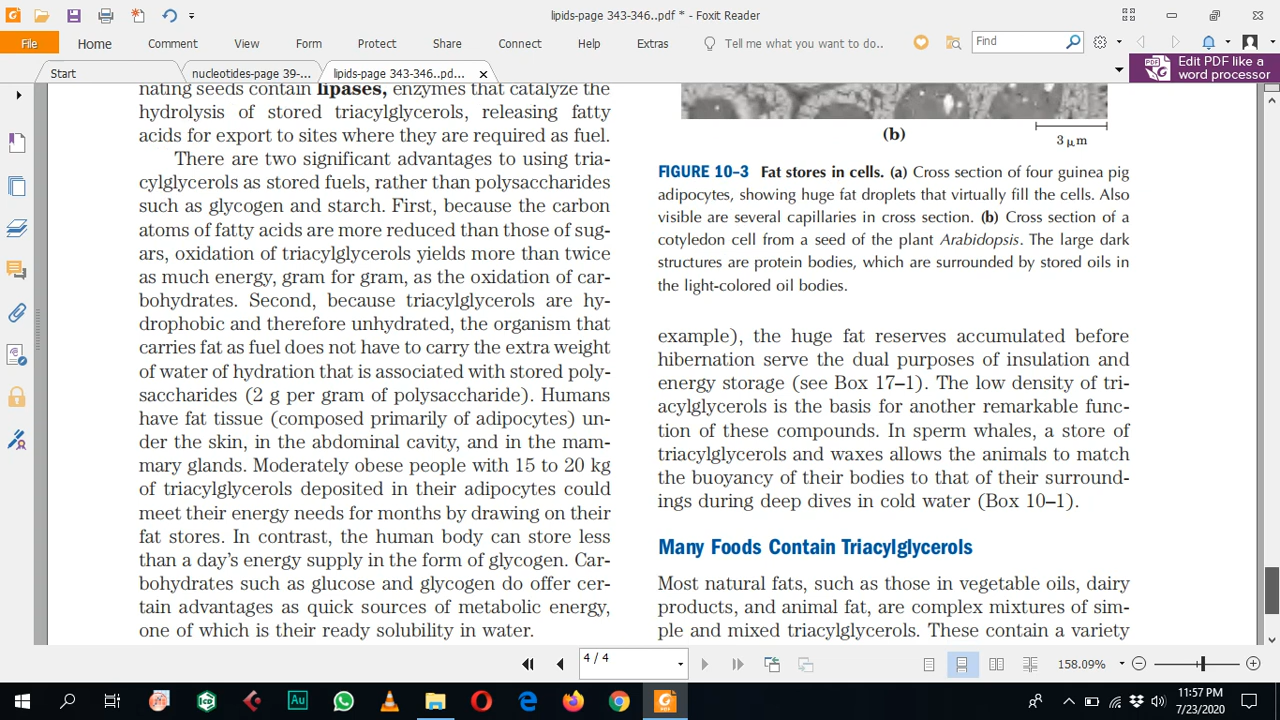 lipids-page 343-346..pdf * - Foxit Reader
File Home Comment View Form Protect Share Connect Help Extras Tell me what you want to do.. Find
Start nucleotides-page 39-... lipids-page 343-346..pd...
Edit PDF like a
word processor
nating seeds contain lipases, enzymes that catalyze the
hydrolysis of stored triacylglycerols, releasing fatty
acids for export to sites where they are required as fuel.
There are two significant advantages to using tria-
cylglycerols as stored fuels, rather than polysaccharides
such as glycogen and starch. First, because the carbon
atoms of fatty acids are more reduced than those of sug-
ars, oxidation of triacylglycerols yields more than twice
as much energy, gram for gram, as the oxidation of car-
bohydrates. Second, because triacylglycerols are hy-
drophobic and therefore unhydrated, the organism that
carries fat as fuel does not have to carry the extra weight
of water of hydration that is associated with stored poly-
saccharides (2 g per gram of polysaccharide). Humans
have fat tissue (composed primarily of adipocytes) un-
der the skin, in the abdominal cavity, and in the mam-
mary glands. Moderately obese people with 15 to 20 kg
of triacylglycerols deposited in their adipocytes could
meet their energy needs for months by drawing on their
fat stores. In contrast, the human body can store less
than a day's energy supply in the form of glycogen. Car-
bohydrates such as glucose and glycogen do offer cer-
tain advantages as quick sources of metabolic energy,
one of which is their ready solubility in water.
(b)
3 μm
FIGURE 10–3 Fat stores in cells. (a) Cross section of four guinea pig
adipocytes, showing huge fat droplets that virtually fill the cells. Also
visible are several capillaries in cross section. (b) Cross section of a
cotyledon cell from a seed of the plant Arabidopsis. The large dark
structures are protein bodies, which are surrounded by stored oils in
the light-colored oil bodies.
example), the huge fat reserves accumulated before
hibernation serve the dual purposes of insulation and
energy storage (see Box 17–1). The low density of tri-
acylglycerols is the basis for another remarkable func-
tion of these compounds. In sperm whales, a store of
triacylglycerols and waxes allows the animals to match
the buoyancy of their bodies to that of their surround-
ings during deep dives in cold water (Box 10–1).
Many Foods Contain Triacylglycerols
Most natural fats, such as those in vegetable oils, dairy
products, and animal fat, are complex mixtures of sim-
ple and mixed triacylglycerols. These contain a variety
4 / 4
158.09%
Au
11:57 PM
7/23/2020